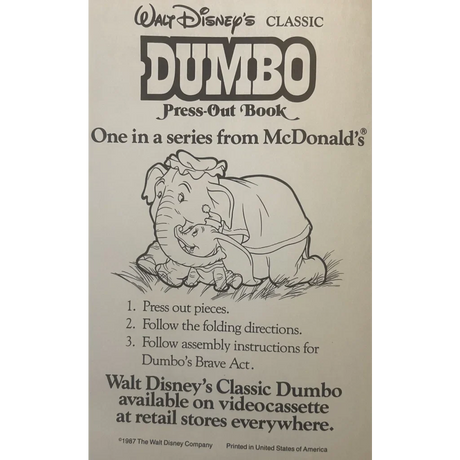 Walt Disney's CLASSIC
DUMBO
Press-Out Book
One in a series from McDonald's®
1. Press out pieces.
2. Follow the folding directions.
3. Follow assembly instructions for
Dumbo's Brave Act.
Walt Disney's Classic Dumbo
available on videocassette
at retail stores everywhere.
©1987 The Walt Disney Company Printed in United States of America